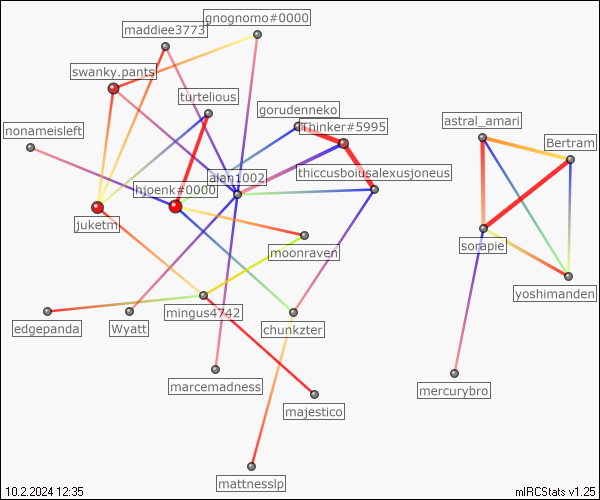 gnognomo#0000
maddiee3773
swanky.pants
turtelious
gorudenneko
Thinker#5995
astral_amari
nonameisleft
Bertram
thiccusbolusalexusjoneus
alan1002
hjoenk#0000
juketm
sorapie
moonraven
yoshimanden
mingus4742
edgepanda
Wyatt
chunkzter
marcemadness
mercurybro
majestico
mattnesslp
10.2.2024 12:35
mIRCStats v1.25